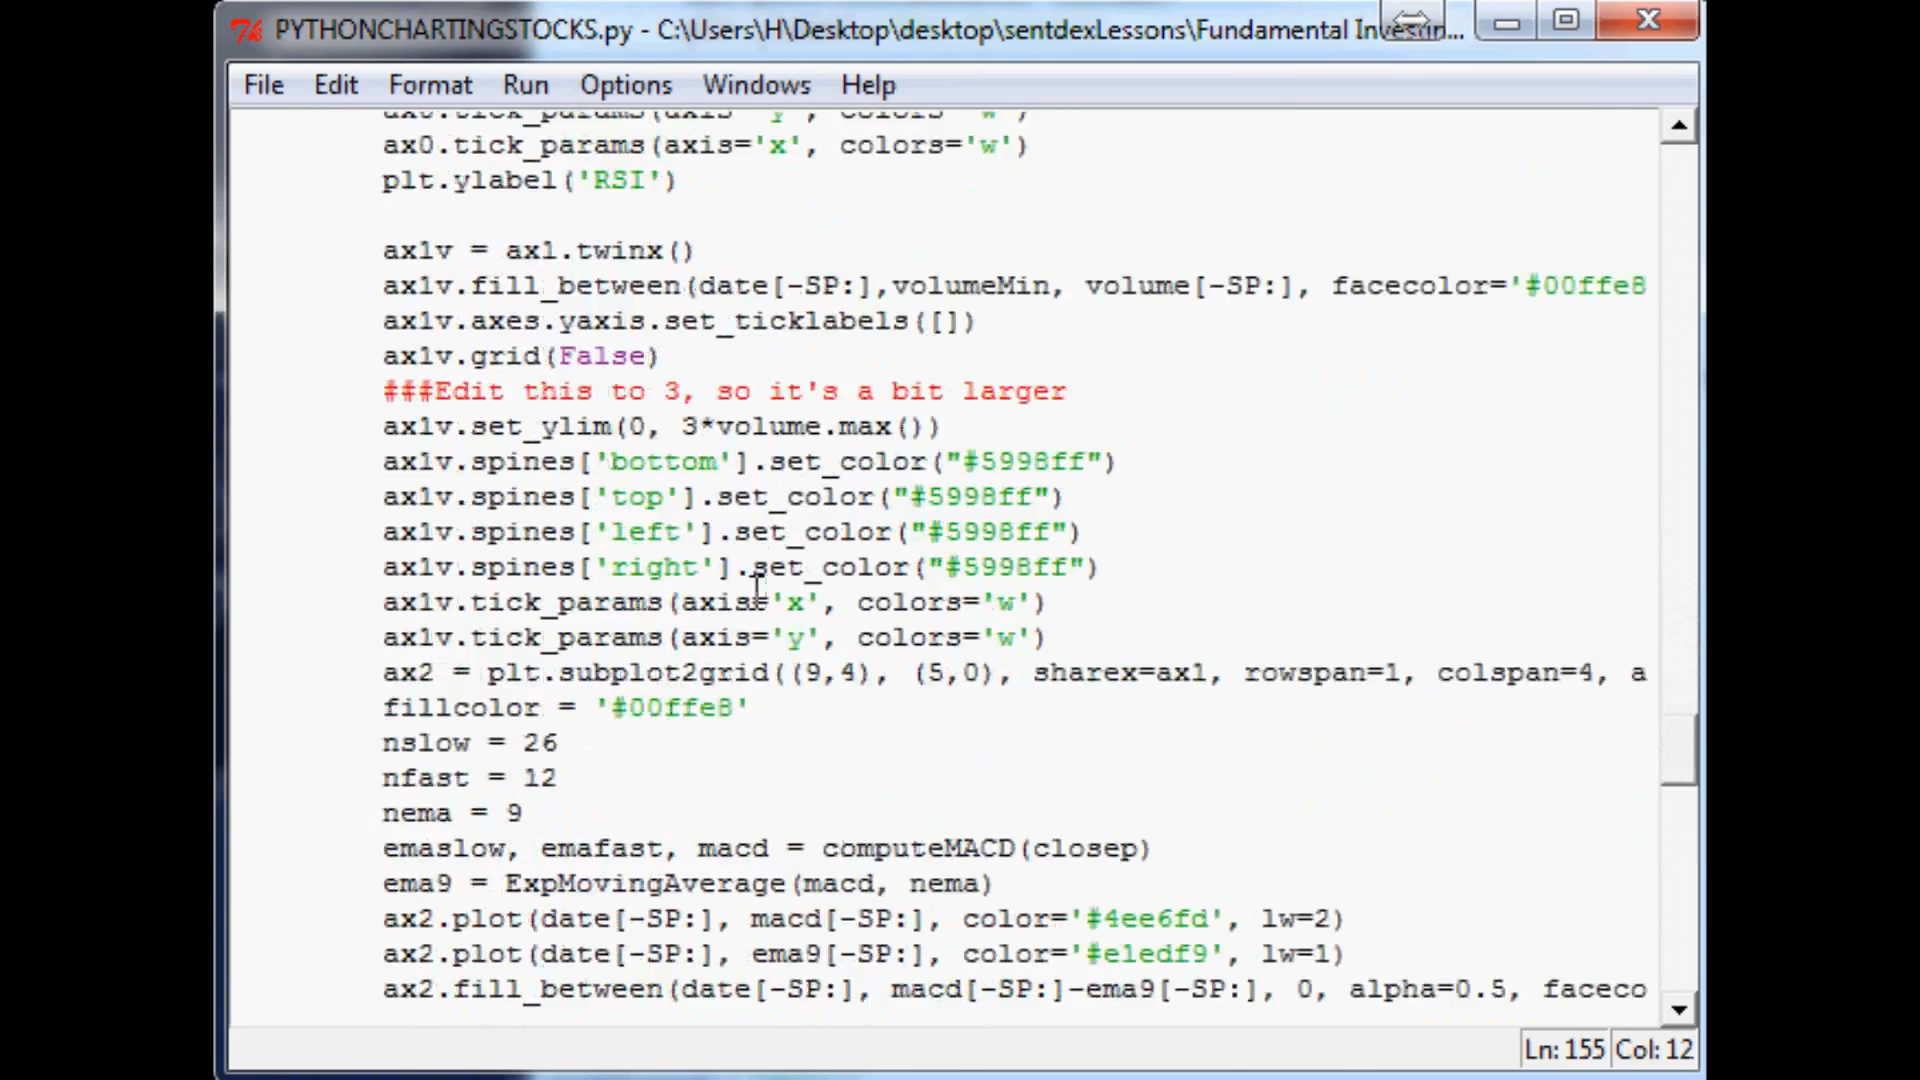 PYTHONCHARTINGSTOCKS.py - C:\Users\H\Desktop\desktop\sentdexLessons\Fundamental Investin...
File Edit Format Run Options Windows Help
ax0.tick_params(axis='y', colors='w')
ax0.tick_params(axis='x', colors='w')
plt.ylabel('RSI')
ax1v = ax1.twinx()
ax1v.fill_between(date[-SP:],volumeMin, volume[-SP:], facecolor='#00ffe8
ax1v.axes.yaxis.set_ticklabels([])
ax1v.grid(False)
###Edit this to 3, so it's a bit larger
ax1v.set_ylim(0, 3*volume.max())
ax1v.spines['bottom'].set_color("#5998ff")
ax1v.spines['top'].set_color("#5998ff")
ax1v.spines['left'].set_color("#5998ff")
ax1v.spines['right'].set_color("#5998ff")
ax1v.tick_params(axis='x', colors='w')
ax1v.tick_params(axis='y', colors='w')
ax2 = plt.subplot2grid((9,4), (5,0), sharex=ax1, rowspan=1, colspan=4, a
fillcolor = '#00ffe8'
nslow = 26
nfast = 12
nema = 9
emaslow, emafast, macd = computeMACD(closep)
ema9 = ExpMovingAverage(macd, nema)
ax2.plot(date[-SP:], macd[-SP:], color='#4ee6fd', lw=2)
ax2.plot(date[-SP:], ema9[-SP:], color='#e1edf9', lw=1)
ax2.fill_between(date[-SP:], macd[-SP:]-ema9[-SP:], 0, alpha=0.5, faceco
Ln: 155 Col: 12